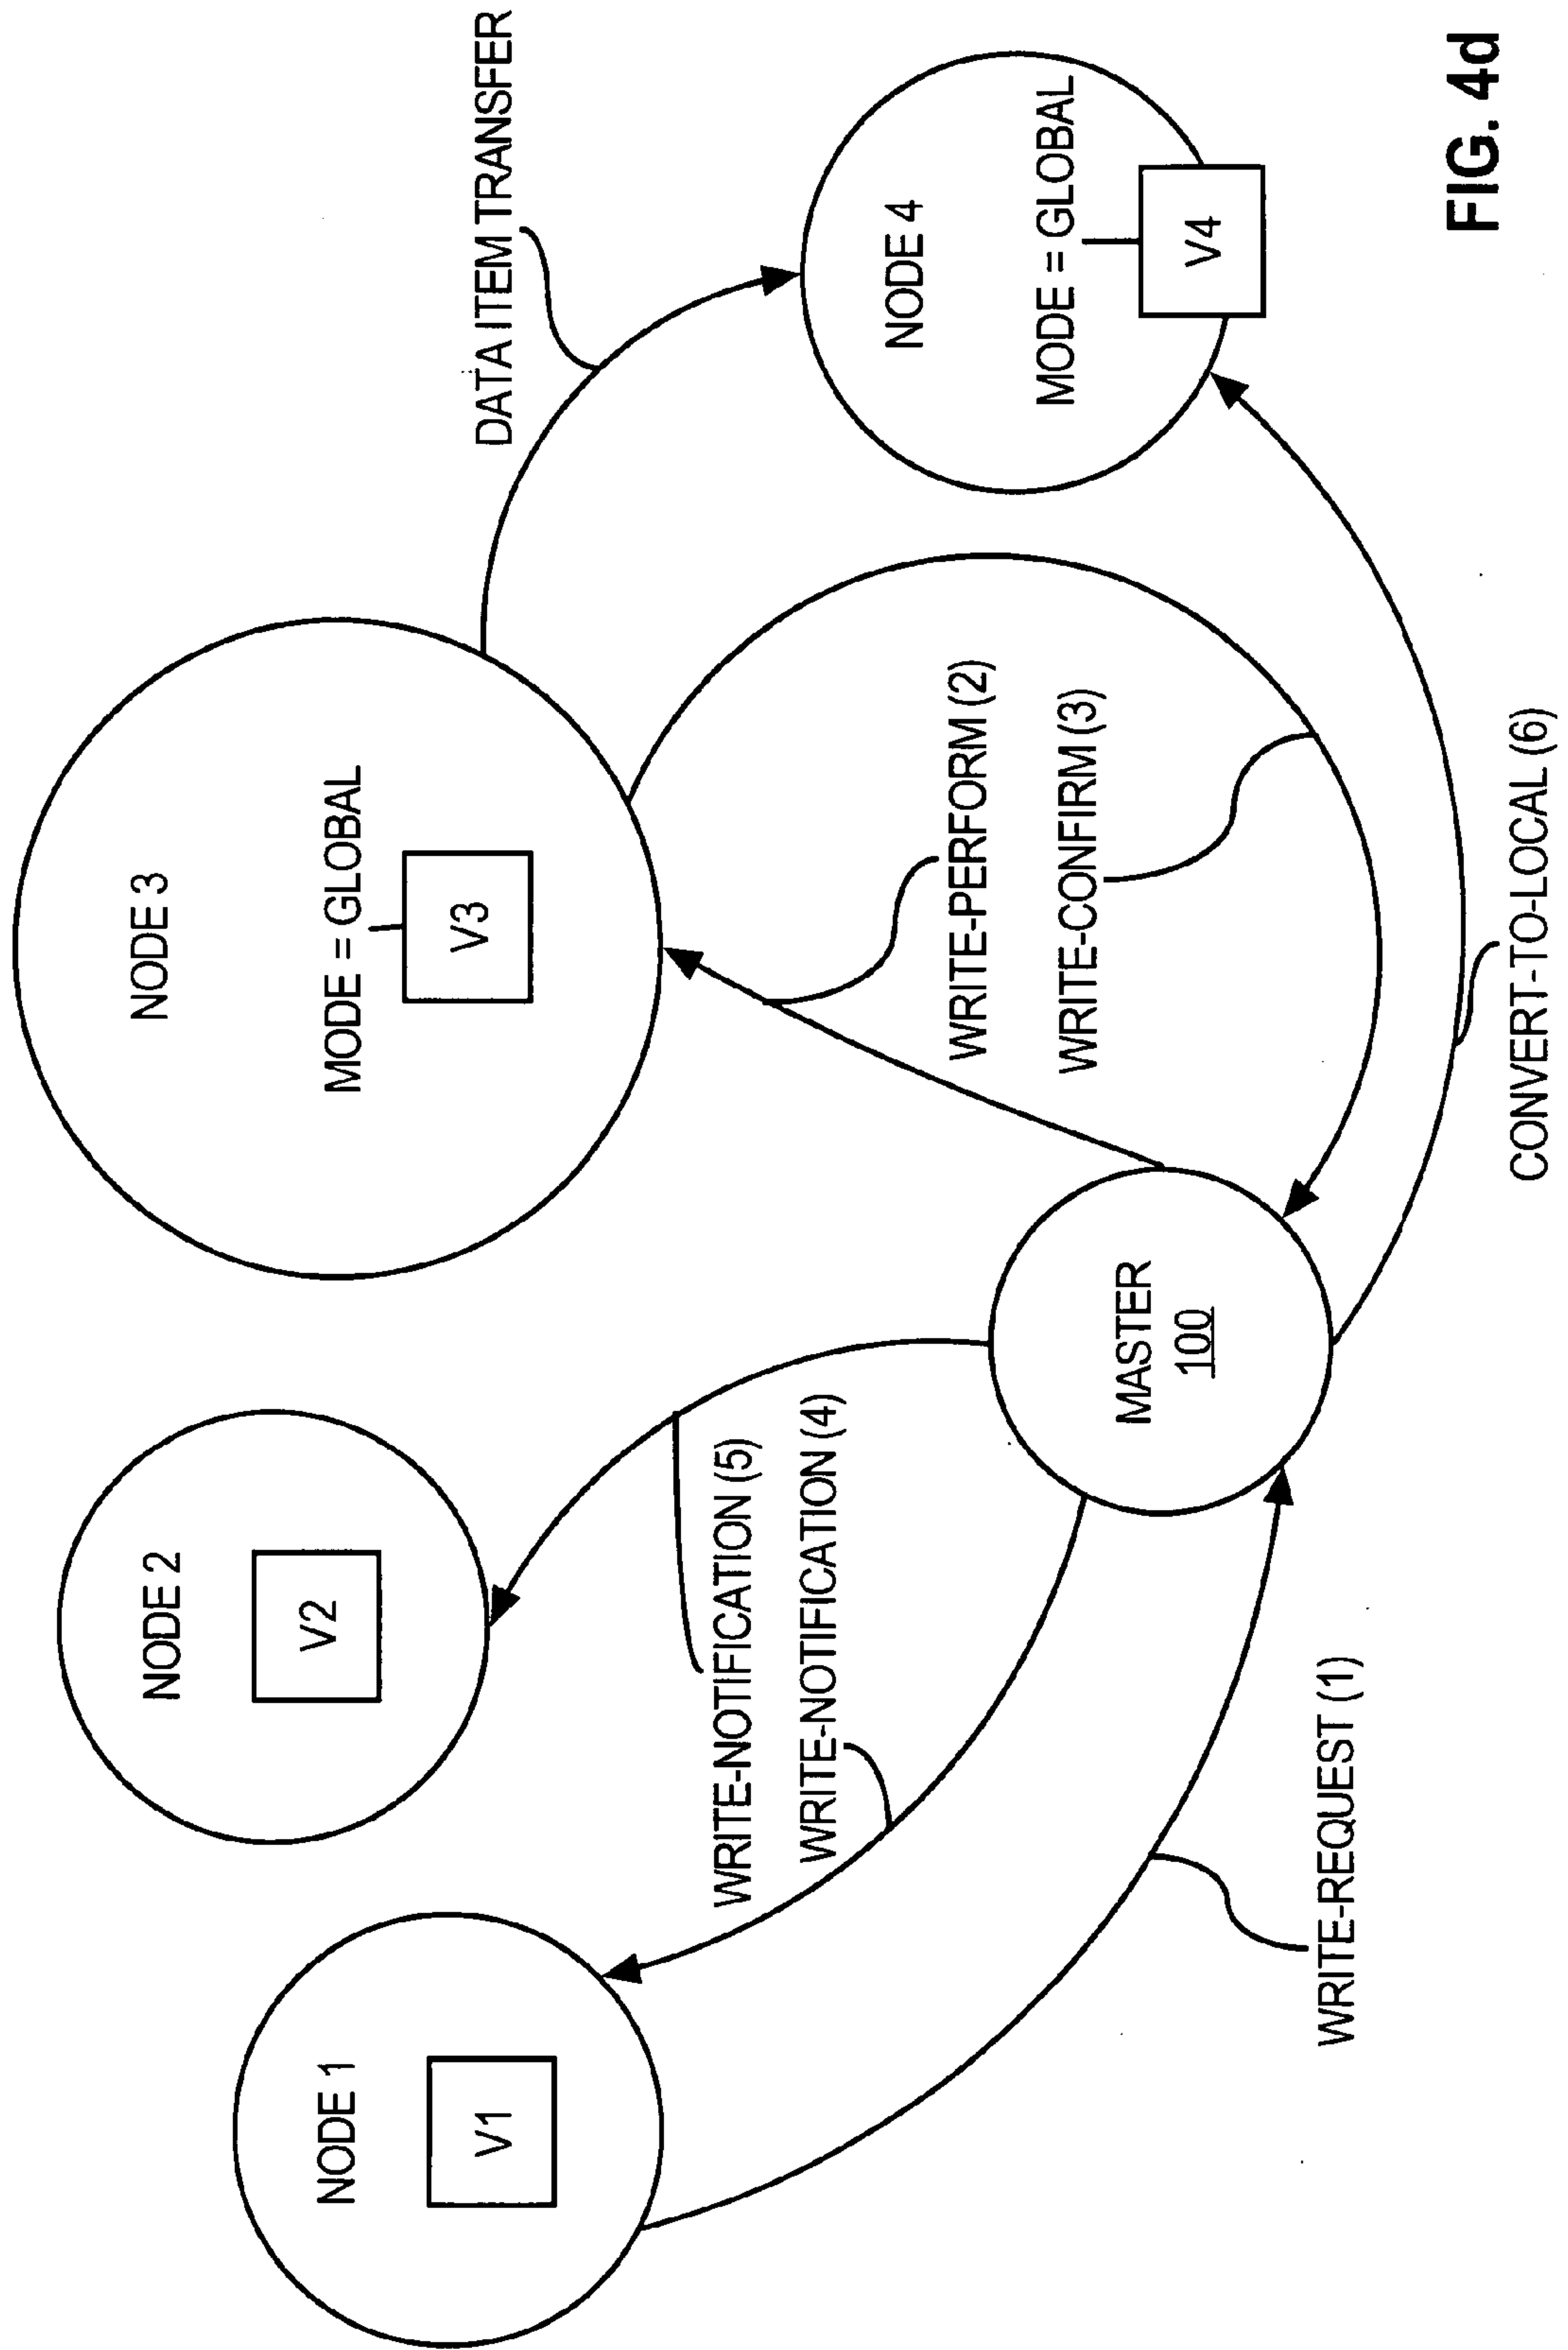 NODE 1
V1
NODE 2
V2
NODE 3
MODE = GLOBAL
V3
DATA ITEM TRANSFER
NODE 4
MODE = GLOBAL
V4
WRITE-NOTIFICATION (5)
WRITE-NOTIFICATION (4)
WRITE-PERFORM (2)
WRITE-CONFIRM (3)
MASTER
100
WRITE-REQUEST (1)
CONVERT-TO-LOCAL (6)
FIG. 4d